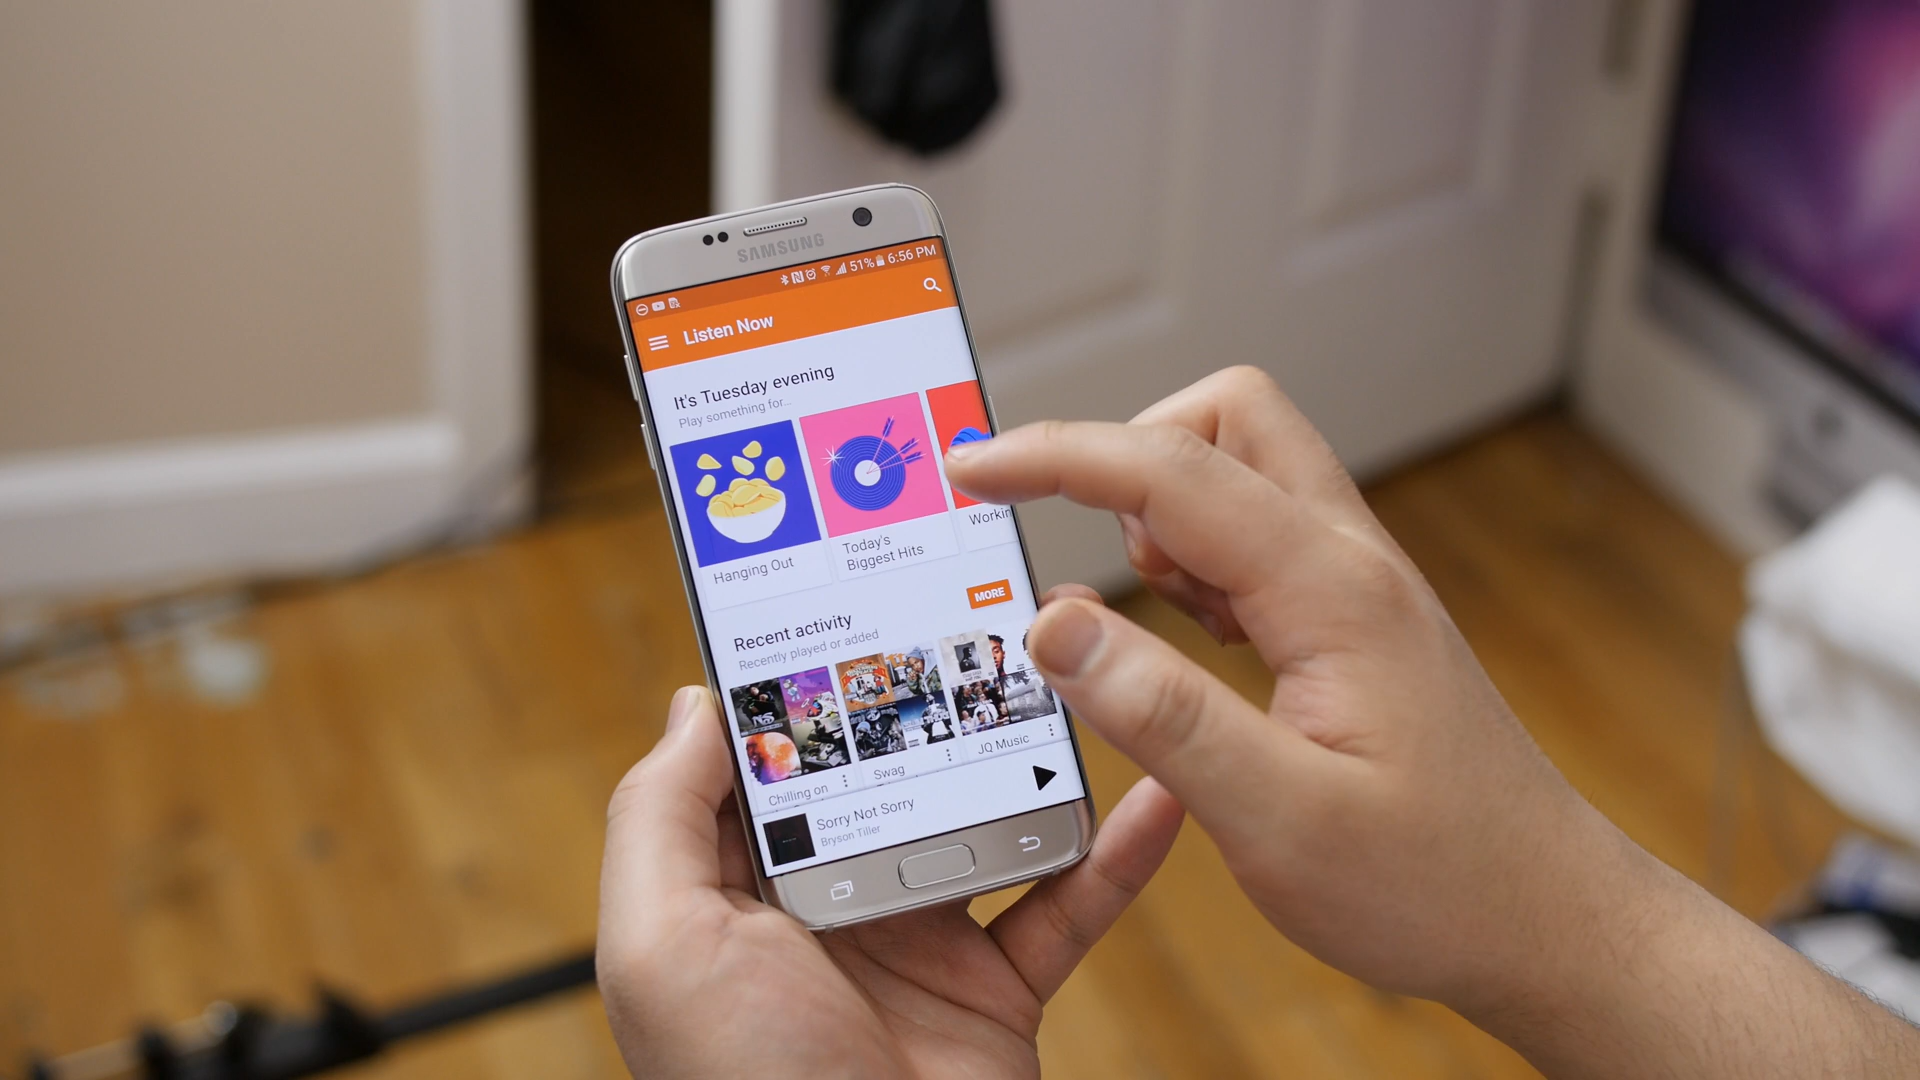 SAMSUNG
51% 6:56 PM
Listen Now
It's Tuesday evening
Play something for...
Hanging Out
Today's
Biggest Hits
Workin
MORE
Recent activity
Recently played or added
Chilling on
Swag
JQ Music
Sorry Not Sorry
Bryson Tiller